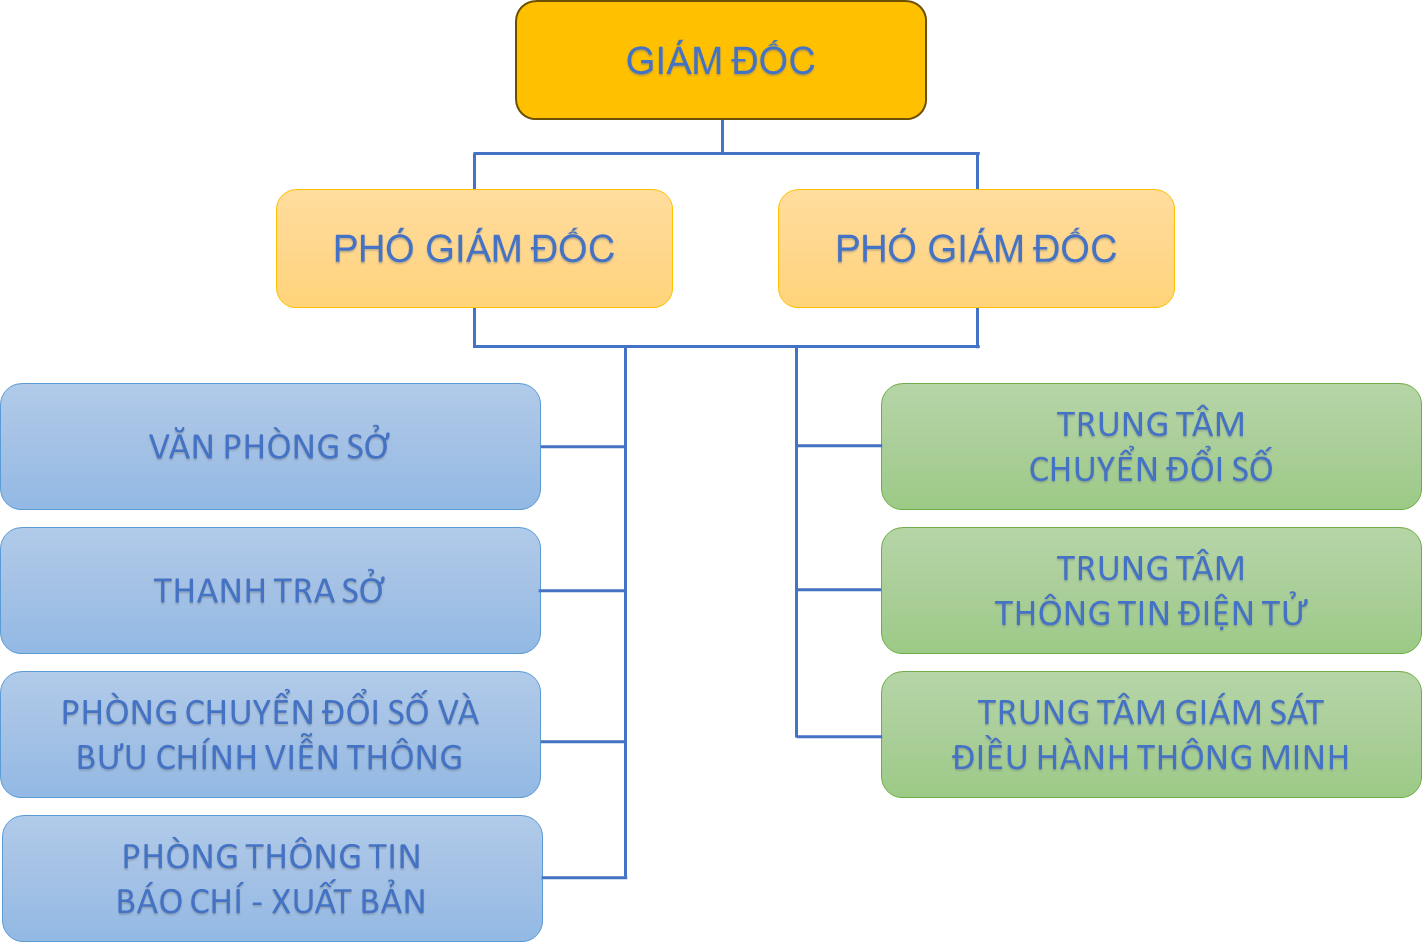 GIÁM ĐỐC
PHÓ GIÁM ĐỐC
PHÓ GIÁM ĐỐC
VĂN PHÒNG SỞ
THANH TRA SỞ
PHÒNG CHUYỂN ĐỔI SỐ VÀ
BƯU CHÍNH VIỄN THÔNG
PHÒNG THÔNG TIN
BÁO CHÍ - XUẤT BẢN
TRUNG TÂM
CHUYỂN ĐỔI SỐ
TRUNG TÂM
THÔNG TIN ĐIỆN TỬ
TRUNG TÂM GIÁM SÁT
ĐIỀU HÀNH THÔNG MINH